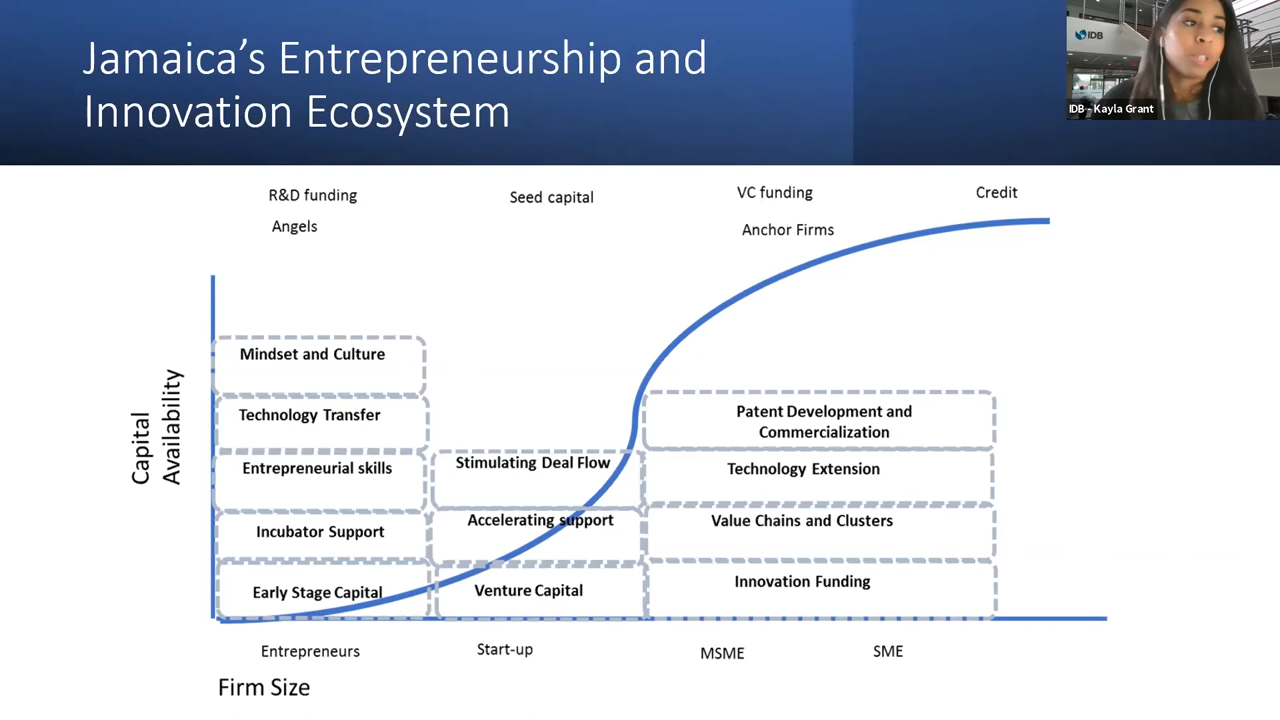 Jamaica’s Entrepreneurship and
Innovation Ecosystem
IDB
IDB - Kayla Grant
R&D funding
Seed capital
VC funding
Credit
Angels
Anchor Firms
Capital
Availability
Mindset and Culture
Technology Transfer
Entrepreneurial skills
Incubator Support
Early Stage Capital
Stimulating Deal Flow
Accelerating support
Venture Capital
Patent Development and
Commercialization
Technology Extension
Value Chains and Clusters
Innovation Funding
Entrepreneurs
Start-up
MSME
SME
Firm Size